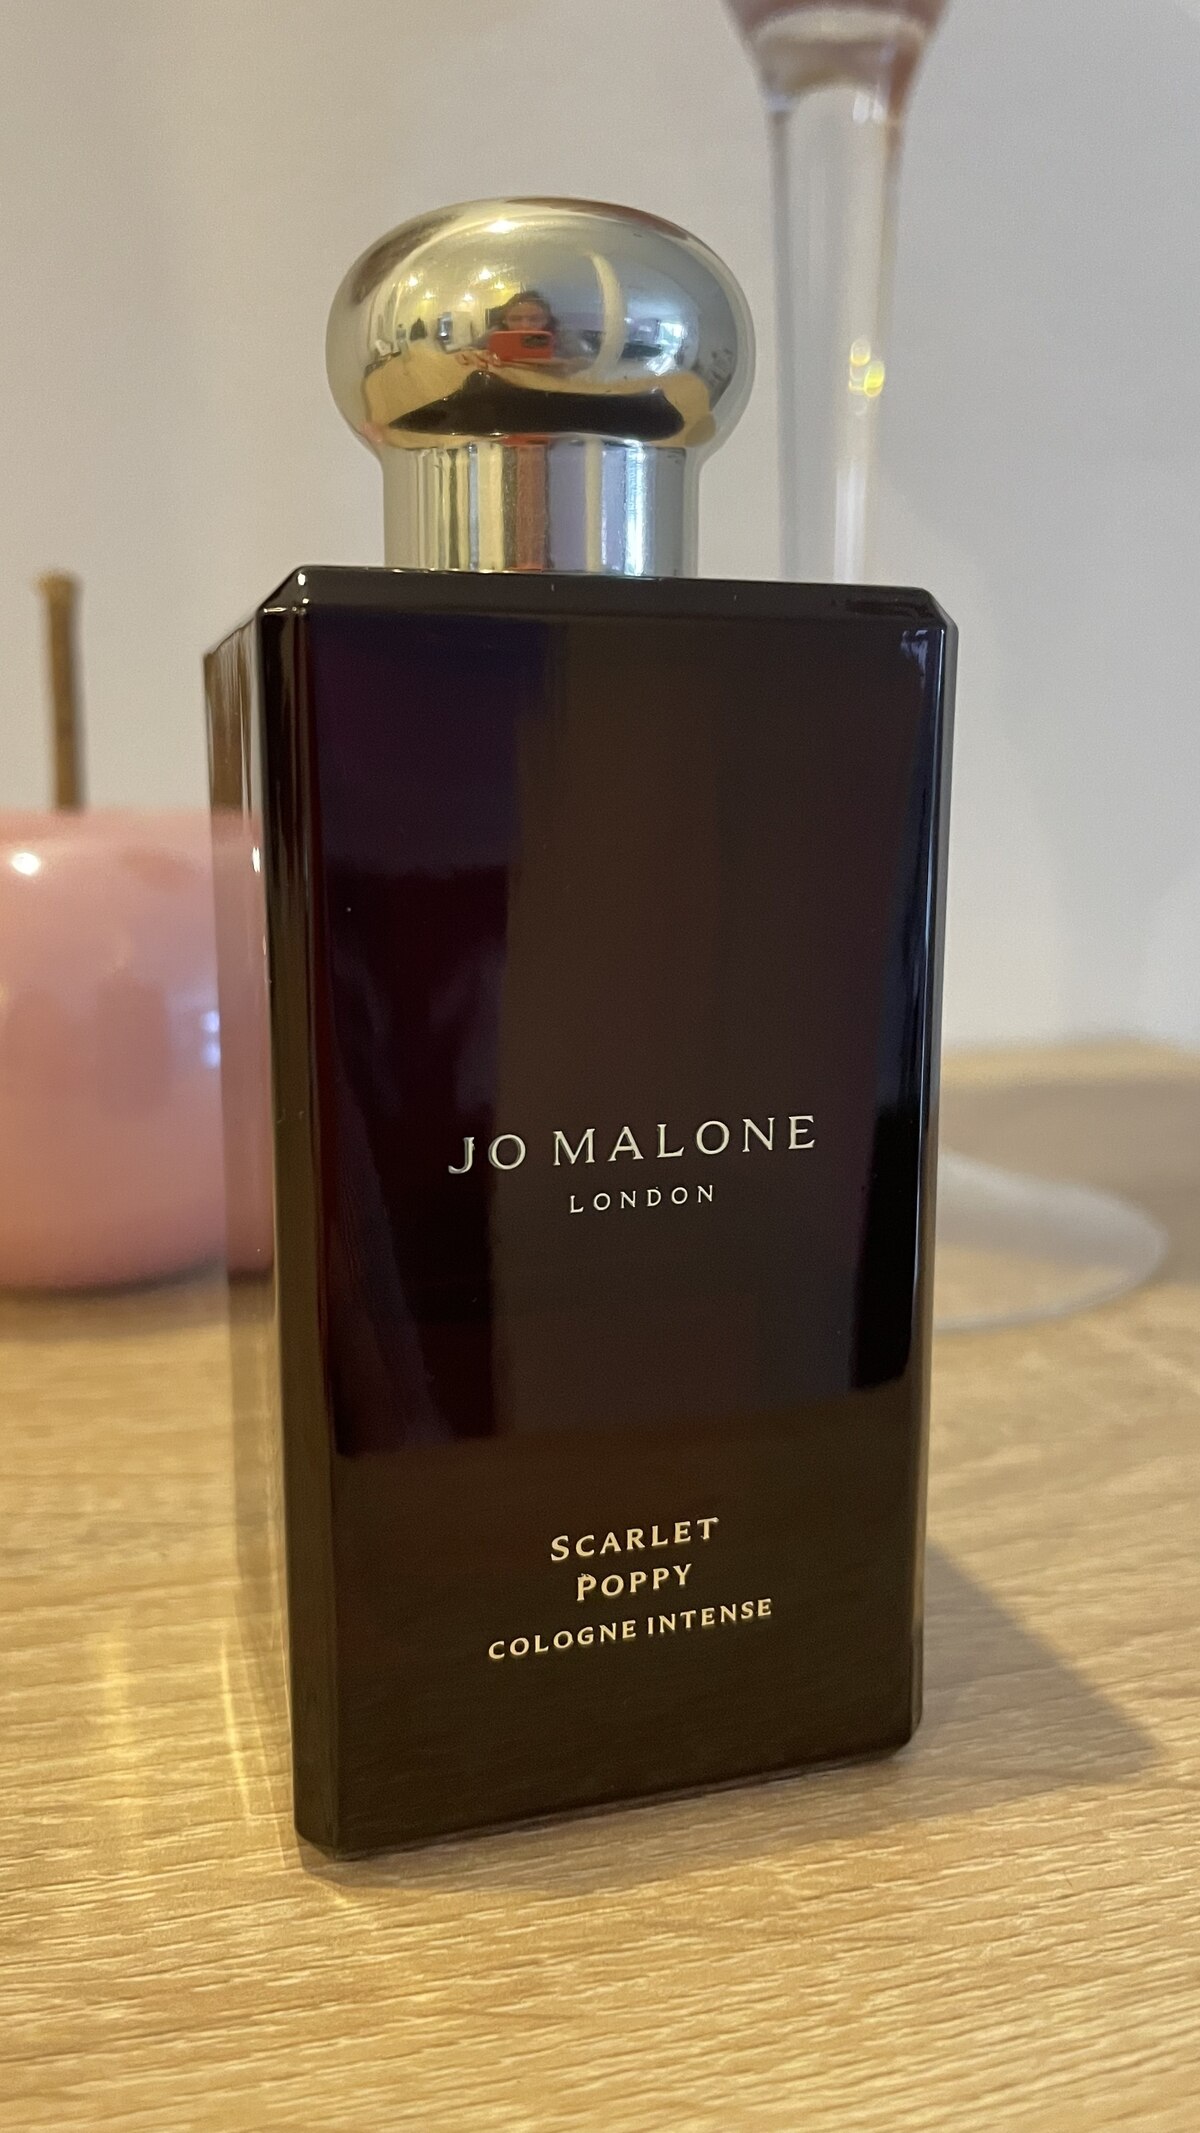 JO MALONE
LONDON
SCARLET
POPPY
COLOGNE INTENSE